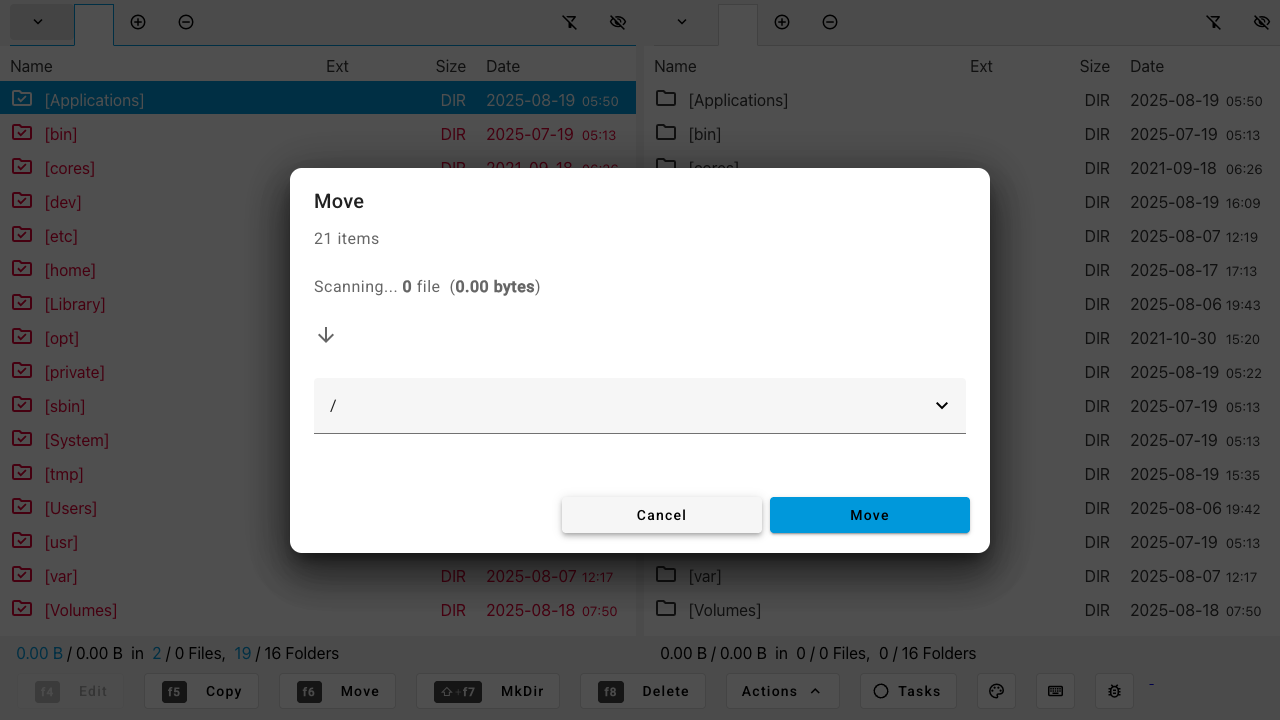 Name Ext Size Date
Name Ext Size Date
[Applications] DIR 2025-08-19 05:50
[Applications] DIR 2025-08-19 05:50
[bin] DIR 2025-07-19 05:13
[bin] DIR 2025-07-19 05:13
[cores] DIR 2021-09-18 06:26
[cores] DIR 2021-09-18 06:26
[dev]
DIR 2025-08-19 16:09
[etc]
DIR 2025-08-07 12:19
[home]
DIR 2025-08-17 17:13
[Library]
DIR 2025-08-06 19:43
[opt]
DIR 2021-10-30 15:20
[private]
DIR 2025-08-19 05:22
[sbin]
DIR 2025-07-19 05:13
[System]
DIR 2025-07-19 05:13
[tmp]
DIR 2025-08-19 15:35
[Users]
DIR 2025-08-06 19:42
[usr]
DIR 2025-07-19 05:13
[var] DIR 2025-08-07 12:17
[var] DIR 2025-08-07 12:17
[Volumes] DIR 2025-08-18 07:50
[Volumes] DIR 2025-08-18 07:50
Move
21 items
Scanning... 0 file (0.00 bytes)
/
Cancel Move
0.00 B / 0.00 B in 2 / 0 Files, 19 / 16 Folders
0.00 B / 0.00 B in 0 / 0 Files, 0 / 16 Folders
f4 Edit f5 Copy f6 Move ⇧+f7 MkDir f8 Delete Actions Tasks -